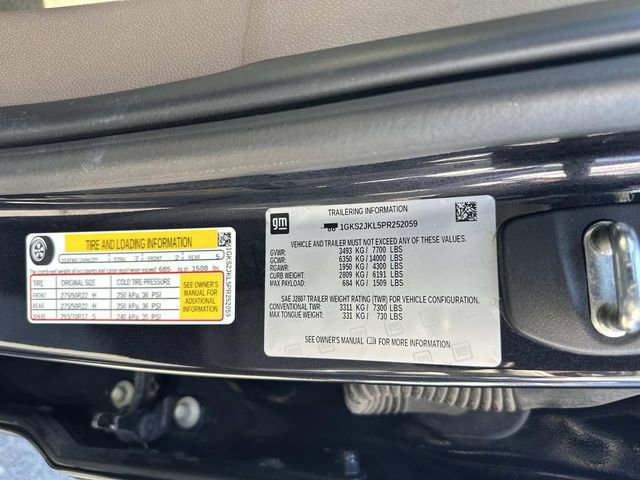 TIRE AND LOADING INFORMATION
SEATING CAPACITY TOTAL 7 FRONT 2 REAR 5
The combined weight of occupants and cargo must never exceed 685 kg or 1508 lbs
TIRE ORIGINAL SIZE COLD TIRE PRESSURE
FRONT 275/50R22 H 250 kPa, 36 PSI
REAR 275/50R22 H 250 kPa, 36 PSI
SPARE 265/70R17 S 240 kPa, 35 PSI
SEE OWNER'S
MANUAL FOR
ADDITIONAL
INFORMATION
1GKS2JKL5PR252059
gm
TRAILERING INFORMATION
1GKS2JKL5PR252059
VEHICLE AND TRAILER MUST NOT EXCEED ANY OF THESE VALUES
GVWR: 3493 KG / 7700 LBS
GCWR: 6350 KG / 14000 LBS
RGAWR: 1950 KG / 4300 LBS
CURB WEIGHT: 2809 KG / 6191 LBS
MAX PAYLOAD: 684 KG / 1509 LBS
SAE J2807 TRAILER WEIGHT RATING (TWR) FOR VEHICLE CONFIGURATION:
CONVENTIONAL TWR: 3311 KG / 7300 LBS
MAX TONGUE WEIGHT: 331 KG / 730 LBS
SEE OWNER'S MANUAL FOR MORE INFORMATION